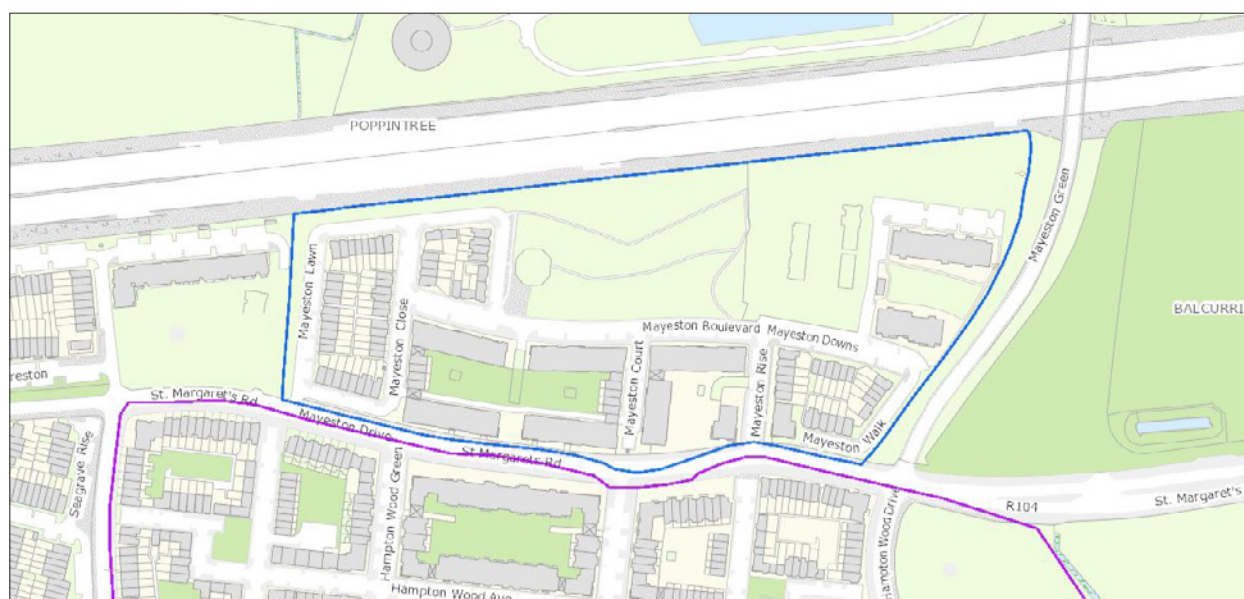 POPPINTREE
Mayeston Green
BALCURRI
Mayeston Lawn
Mayeston Close
Mayeston Boulevard
Mayeston Downs
Mayeston Court
Mayeston Rise
Mayeston Walk
reston
St. Margaret's Rd
Mayeston Drive
St Margarets Rd
Seagrave Rise
Hampton Wood Green
Hampton Wood Drive
R104
St. Margaret's
Hampton Wood Ave